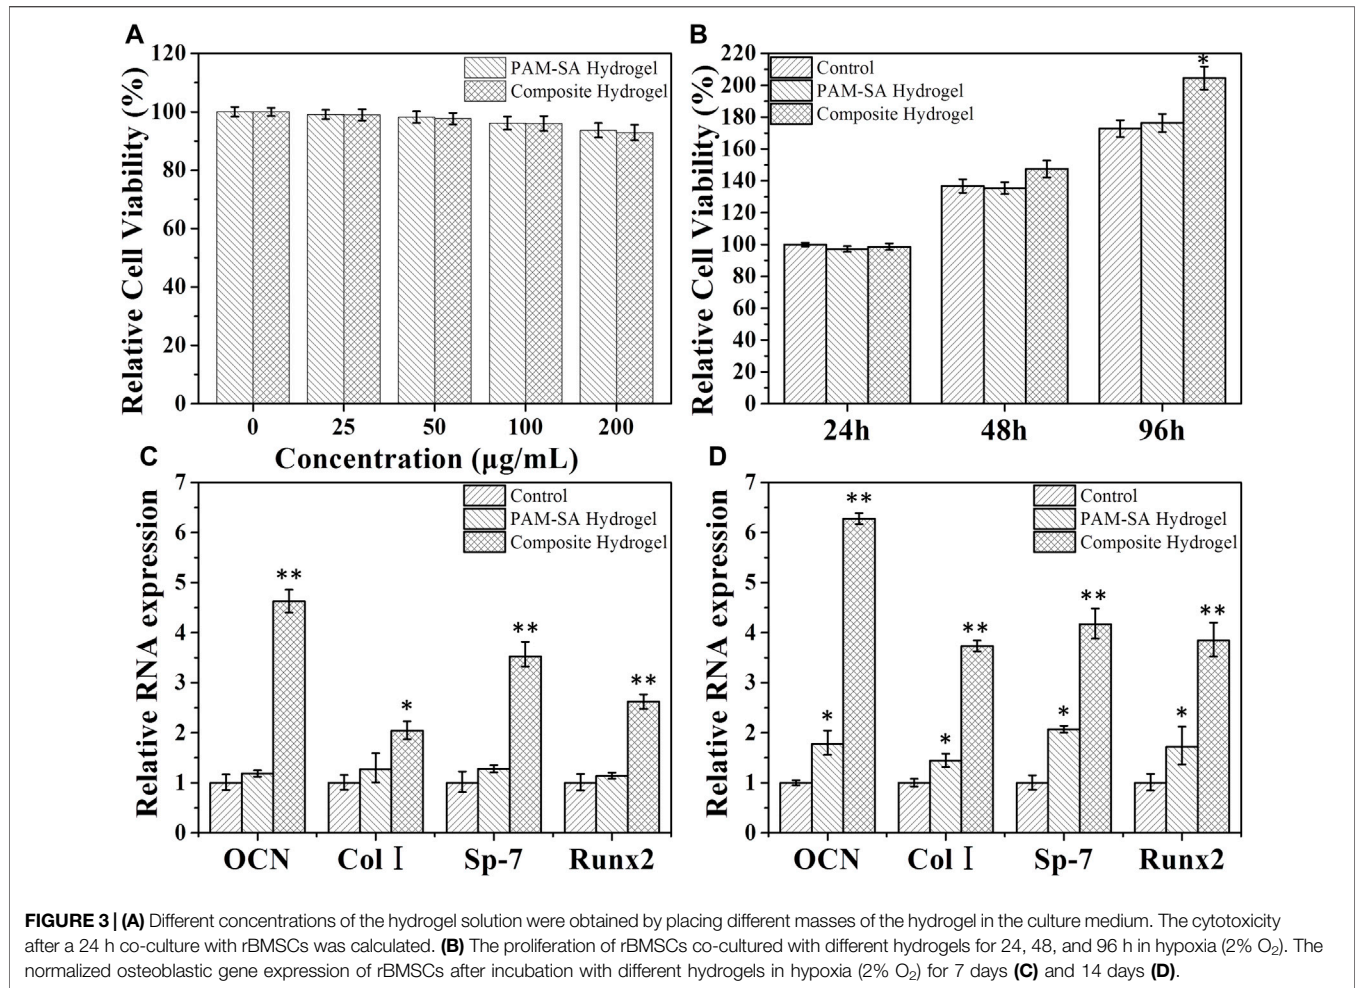 A
120
100
80
60
40
20
0
Relative Cell Viability (%)
PAM-SA Hydrogel
Composite Hydrogel
0 25 50 100 200
Concentration (μg/mL)
B
220
200
180
160
140
120
100
80
60
40
20
0
Relative Cell Viability (%)
Control
PAM-SA Hydrogel
Composite Hydrogel
*
24h 48h 96h
C
7
6
5
4
3
2
1
0
Relative RNA expression
Control
PAM-SA Hydrogel
Composite Hydrogel
** * ** **
OCN Col Ⅰ Sp-7 Runx2
D
7
6
5
4
3
2
1
0
Relative RNA expression
Control
PAM-SA Hydrogel
Composite Hydrogel
* ** * ** * ** * **
OCN Col Ⅰ Sp-7 Runx2
FIGURE 3 | (A) Different concentrations of the hydrogel solution were obtained by placing different masses of the hydrogel in the culture medium. The cytotoxicity
after a 24 h co-culture with rBMSCs was calculated. (B) The proliferation of rBMSCs co-cultured with different hydrogels for 24, 48, and 96 h in hypoxia (2% O₂). The
normalized osteoblastic gene expression of rBMSCs after incubation with different hydrogels in hypoxia (2% O₂) for 7 days (C) and 14 days (D).